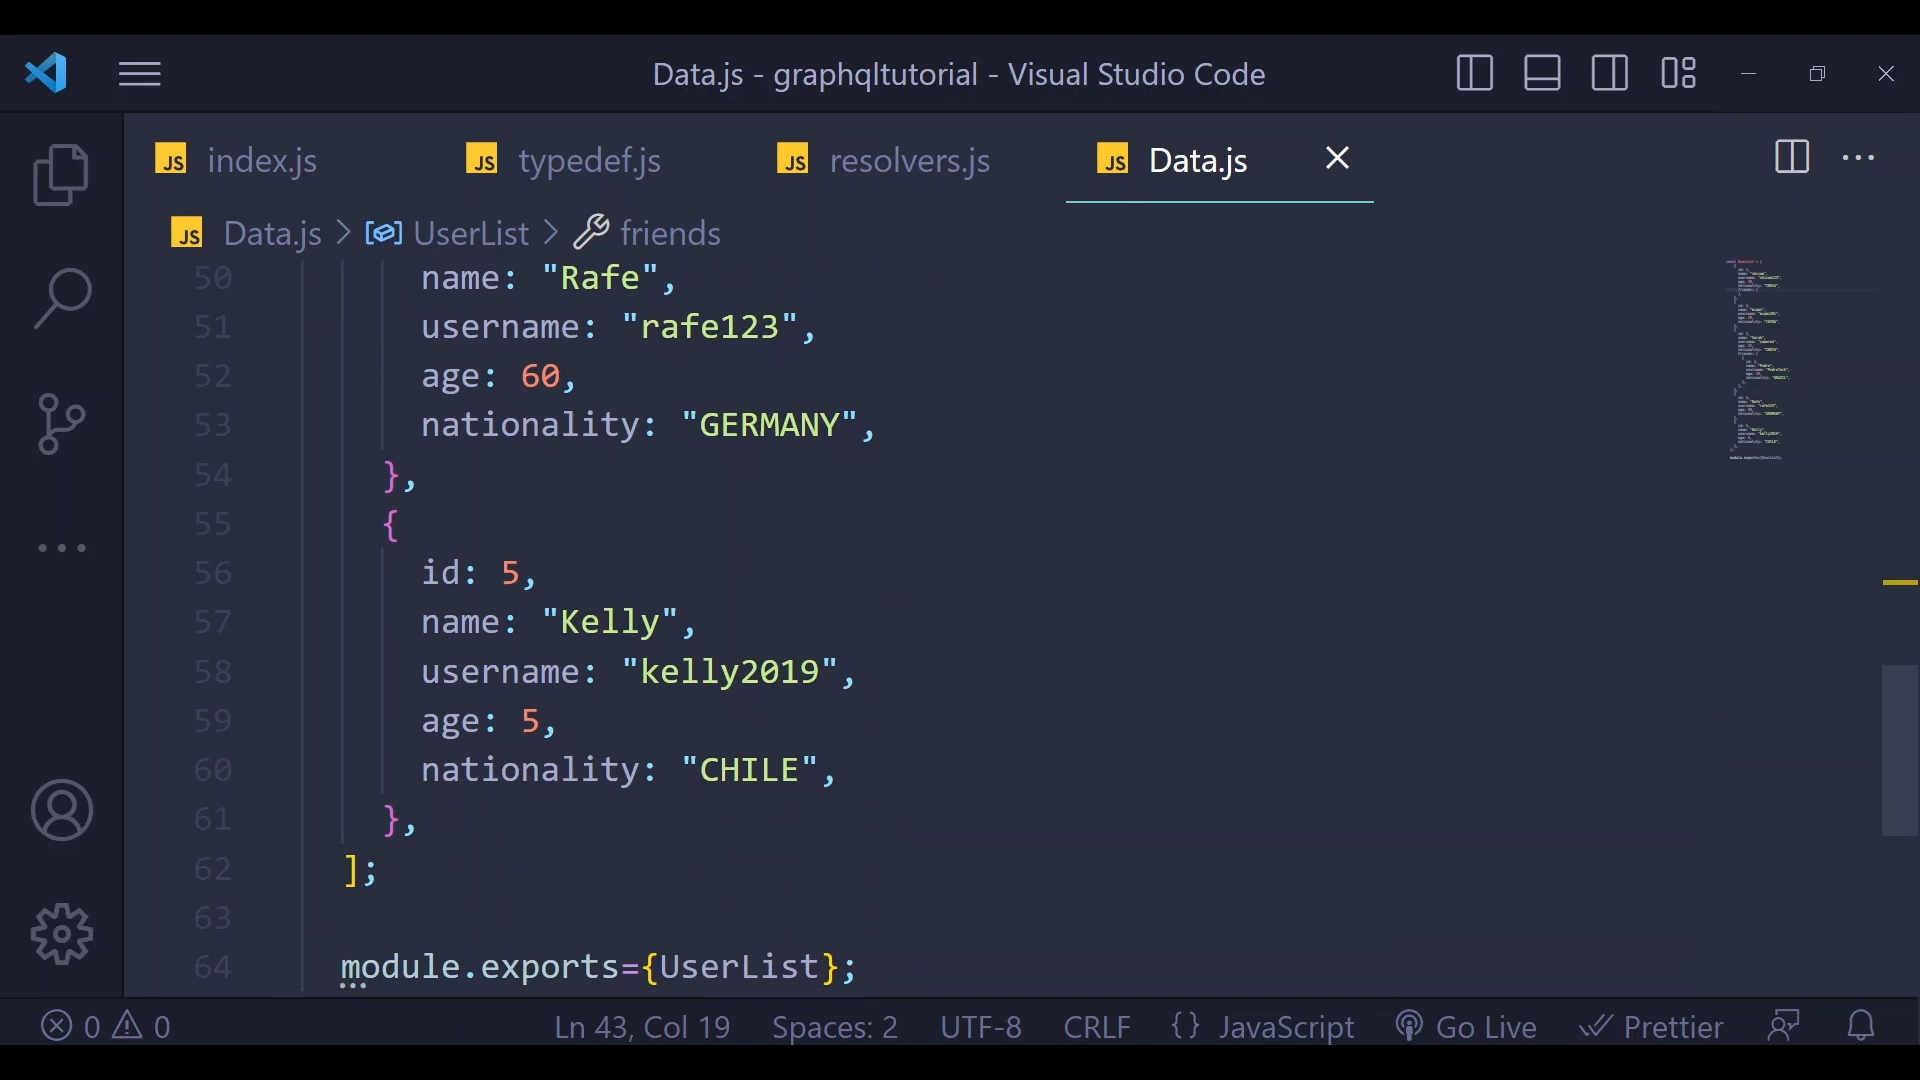 Data.js - graphqltutorial - Visual Studio Code
JS index.js JS typedef.js JS resolvers.js JS Data.js
JS Data.js > UserList > friends
50 name: "Rafe",
51 username: "rafe123",
52 age: 60,
53 nationality: "GERMANY",
54 },
55 {
56 id: 5,
57 name: "Kelly",
58 username: "kelly2019",
59 age: 5,
60 nationality: "CHILE",
61 },
62 ];
63
64 module.exports={UserList};
0 0 Ln 43, Col 19 Spaces: 2 UTF-8 CRLF {} JavaScript Go Live Prettier